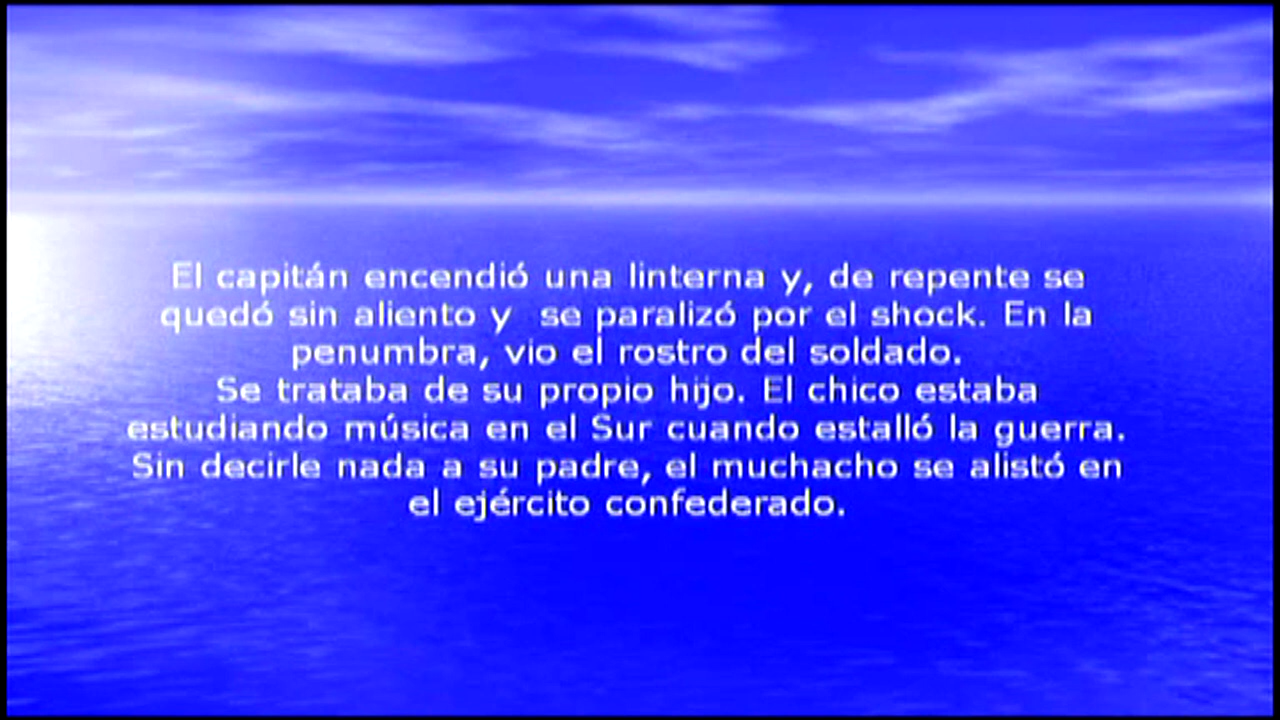 El capitán encendió una linterna y, de repente se
quedó sin aliento y  se paralizó por el shock. En la
penumbra, vio el rostro del soldado.
Se trataba de su propio hijo. El chico estaba
estudiando música en el Sur cuando estalló la guerra.
Sin decirle nada a su padre, el muchacho se alistó en
el ejército confederado.